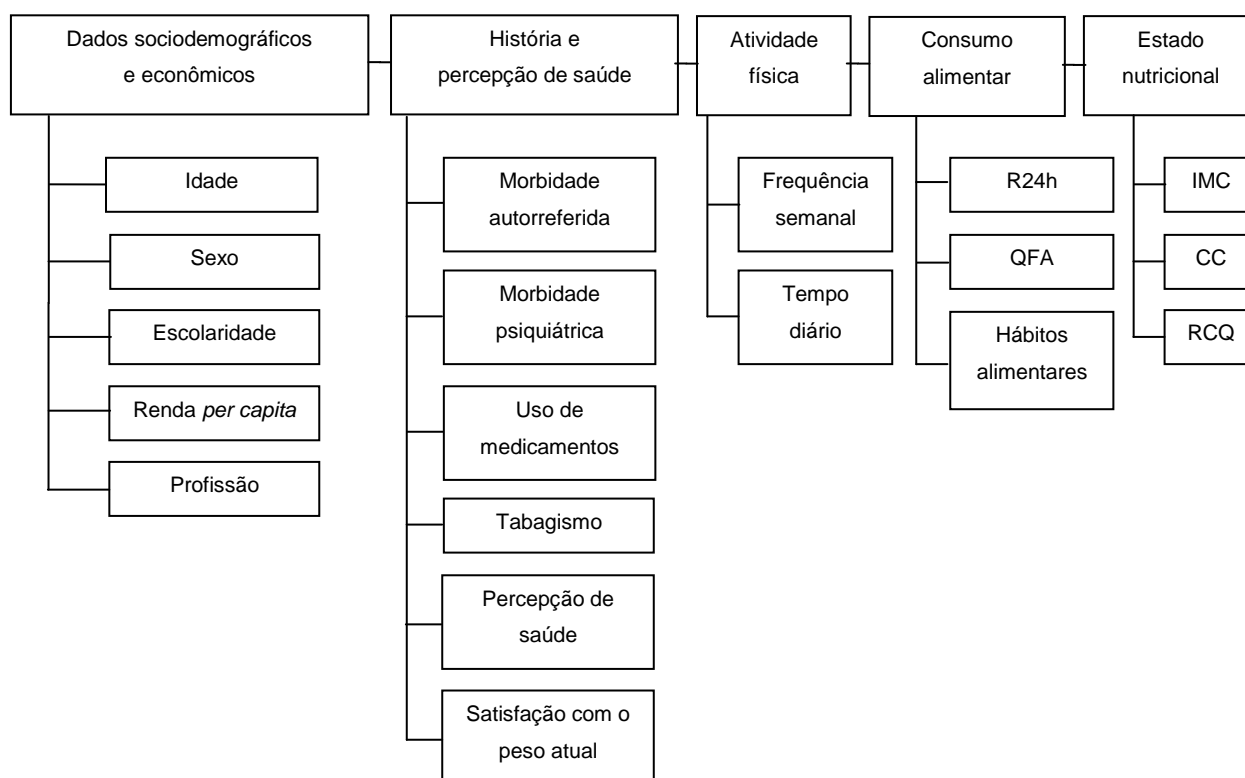 Dados sociodemográficos
e econômicos
História e
percepção de saúde
Atividade
física
Consumo
alimentar
Estado
nutricional
Idade
Sexo
Escolaridade
Renda per capita
Profissão
Morbidade
autorreferida
Morbidade
psiquiátrica
Uso de
medicamentos
Tabagismo
Percepção de
saúde
Satisfação com o
peso atual
Frequência
semanal
Tempo
diário
R24h
QFA
Hábitos
alimentares
IMC
CC
RCQ